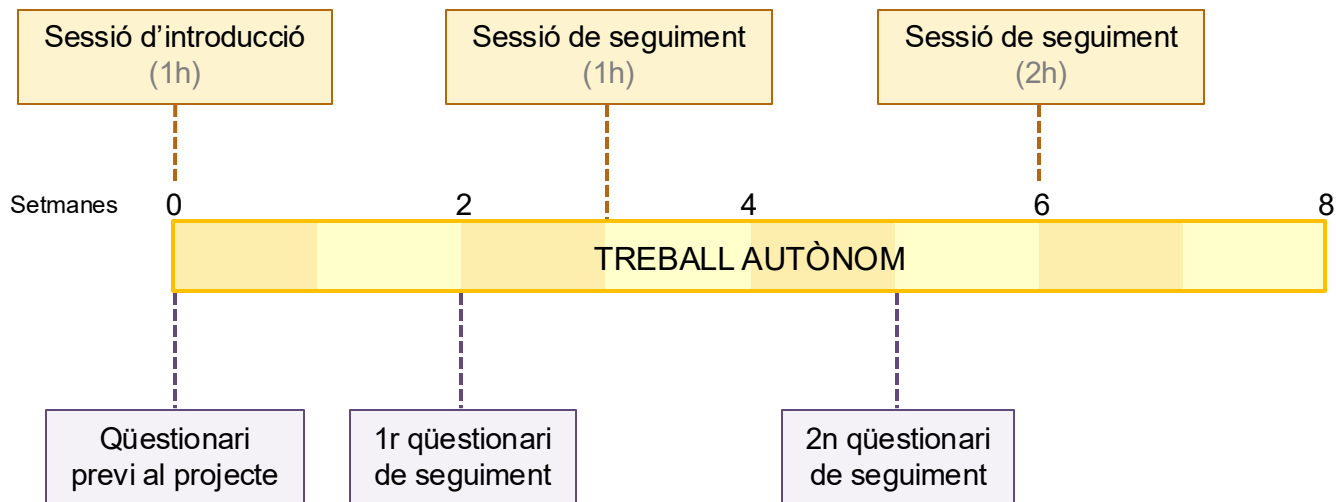 Sessió d’introducció
(1h)
Sessió de seguiment
(1h)
Sessió de seguiment
(2h)
Setmanes
0
2
4
6
8
TREBALL AUTÒNOM
Qüestionari
previ al projecte
1r qüestionari
de seguiment
2n qüestionari
de seguiment